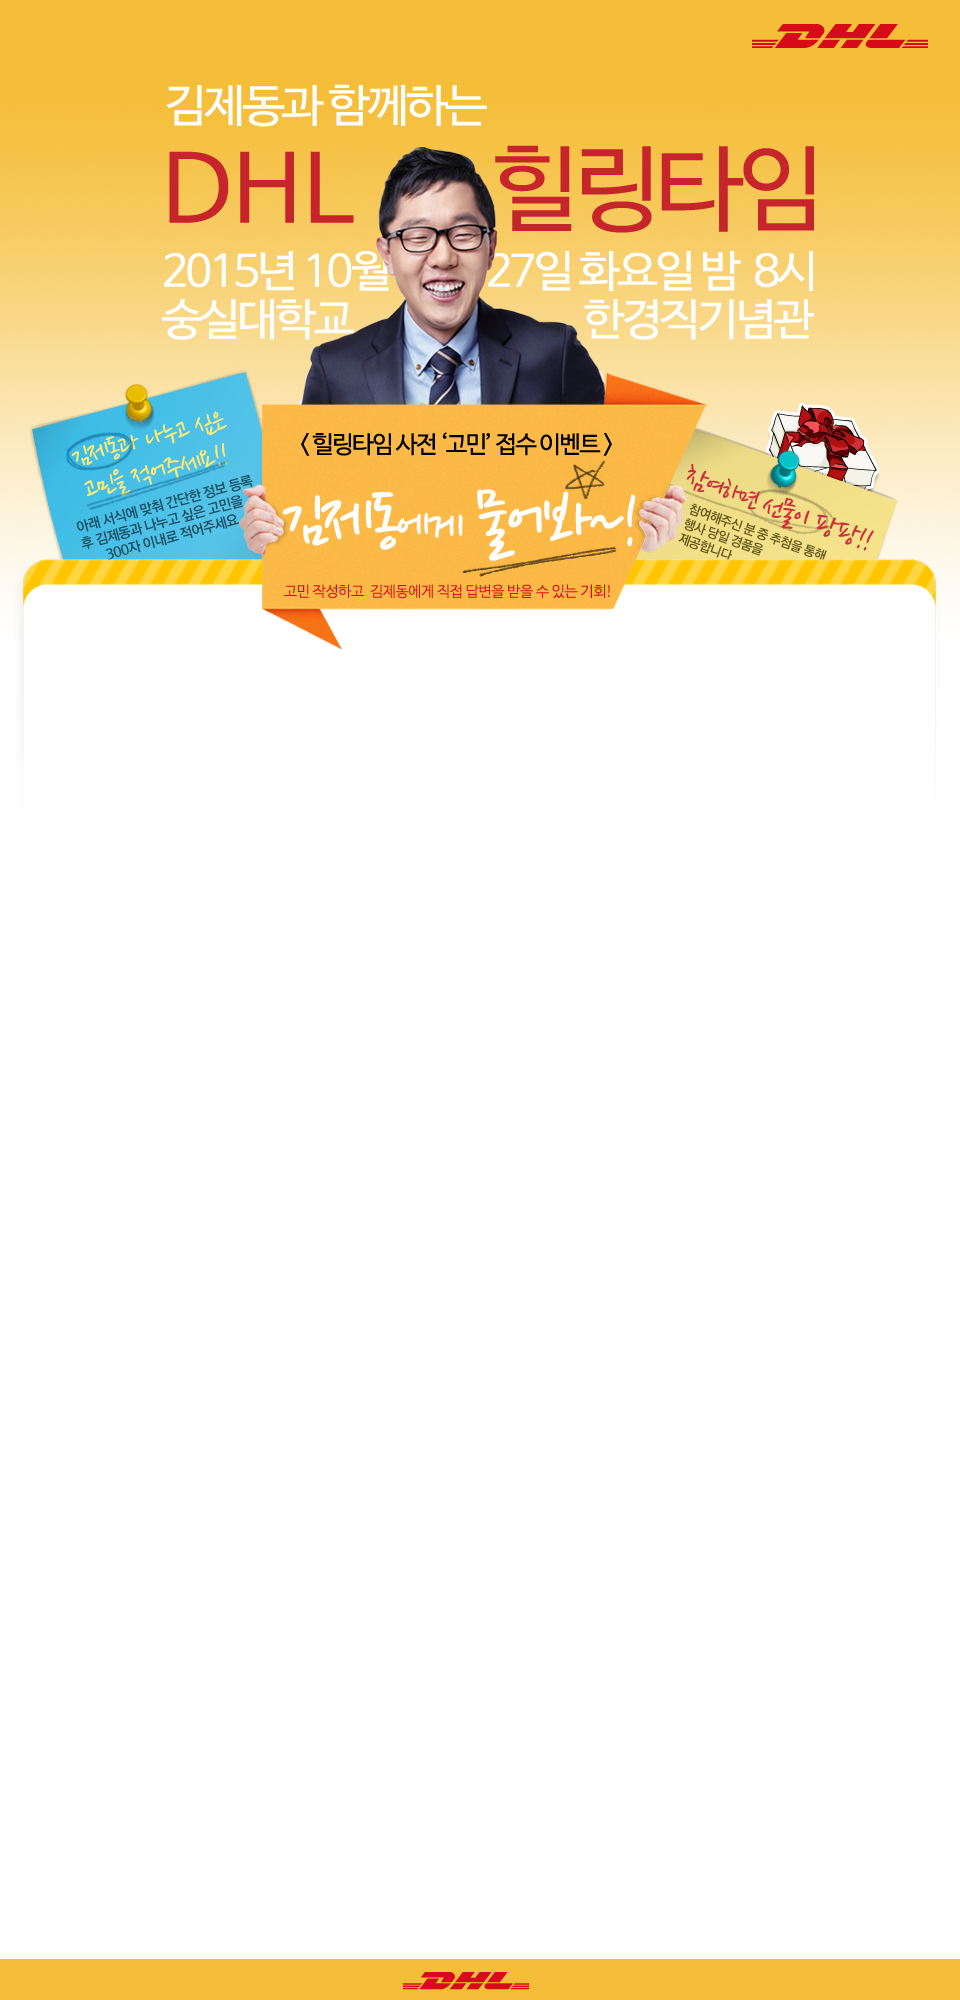 DHL
김제동과 함께하는
DHL 힐링타임
2015년 10월 27일 화요일 밤 8시
숭실대학교 한경직기념관
김제동과 나누고 싶은
고민을 적어주세요!!
아래 서식에 맞춰 간단한 정보 등록
후 김제동과 나누고 싶은 고민을
300자 이내로 적어주세요.
< 힐링타임 사전 ‘고민’ 접수 이벤트 >
김제동에게 물어봐~!
고민 작성하고 김제동에게 직접 답변을 받을 수 있는 기회!
참여하면 선물이 팡팡!!
참여해주신 분 중 추첨을 통해
행사 당일 경품을
제공합니다
DHL